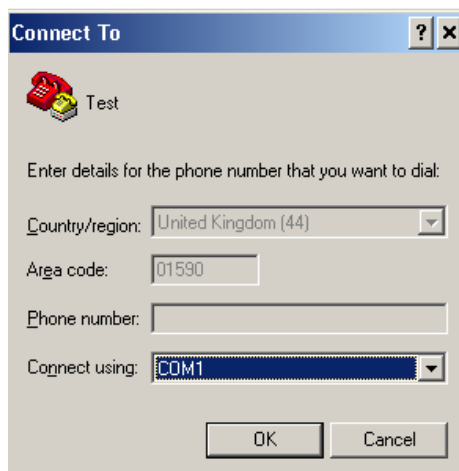 Connect To
Test
Enter details for the phone number that you want to dial:
Country/region: United Kingdom (44)
Area code: 01590
Phone number:
Connect using: COM1
OK Cancel